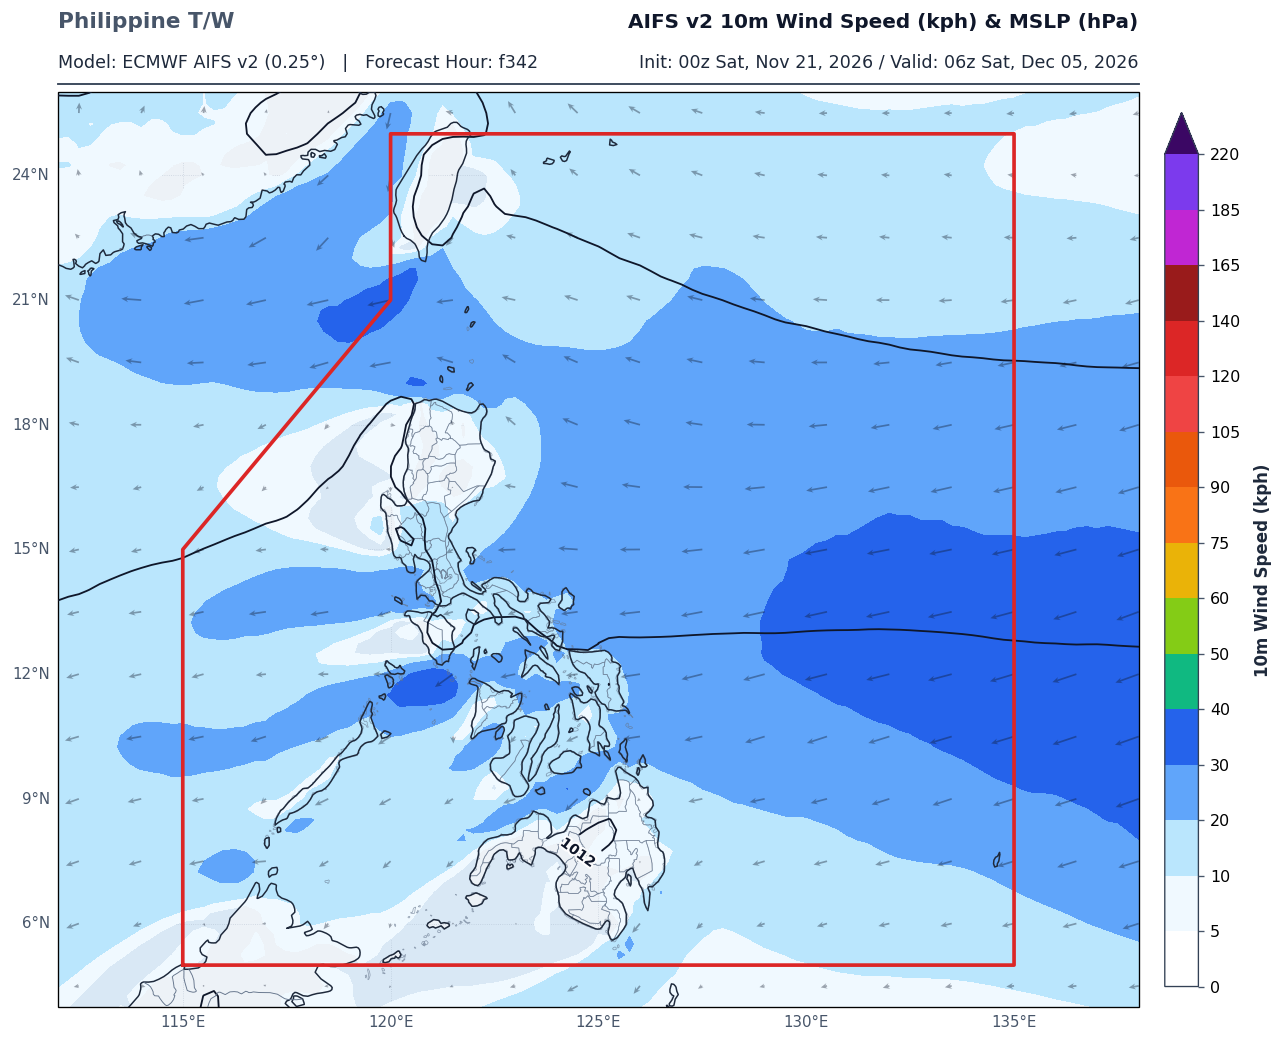 Philippine T/W
AIFS v2 10m Wind Speed (kph) & MSLP (hPa)
Model: ECMWF AIFS v2 (0.25°)   |   Forecast Hour: f342
Init: 00z Sat, Nov 21, 2026 / Valid: 06z Sat, Dec 05, 2026
24°N
21°N
18°N
15°N
12°N
9°N
6°N
1012
115°E
120°E
125°E
130°E
135°E
220
185
165
140
120
105
90
75
60
50
40
30
20
10
5
0
10m Wind Speed (kph)